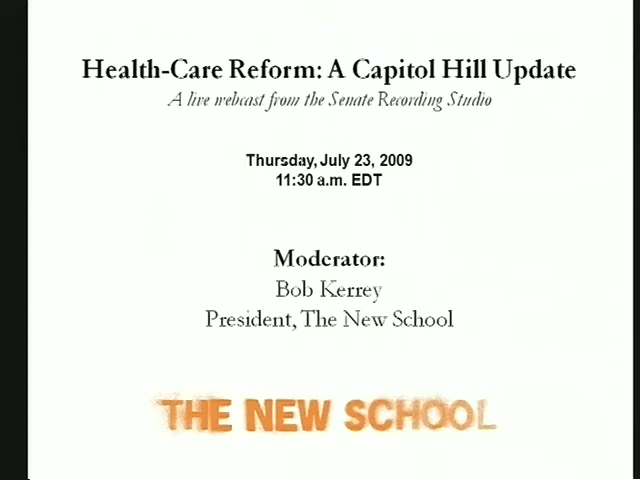 Health-Care Reform: A Capitol Hill Update
A live webcast from the Senate Recording Studio
Thursday, July 23, 2009
11:30 a.m. EDT
Moderator:
Bob Kerrey
President, The New School
THE NEW SCHOOL